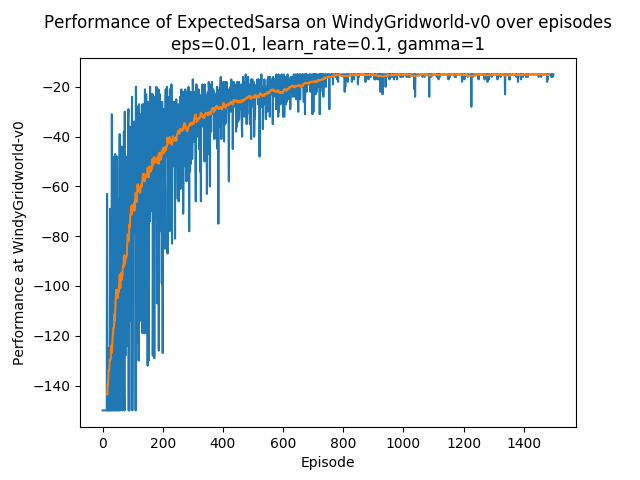 Performance of ExpectedSarsa on WindyGridworld-v0 over episodes
eps=0.01, learn_rate=0.1, gamma=1
Performance at WindyGridworld-v0
−20
−40
−60
−80
−100
−120
−140
0 200 400 600 800 1000 1200 1400
Episode